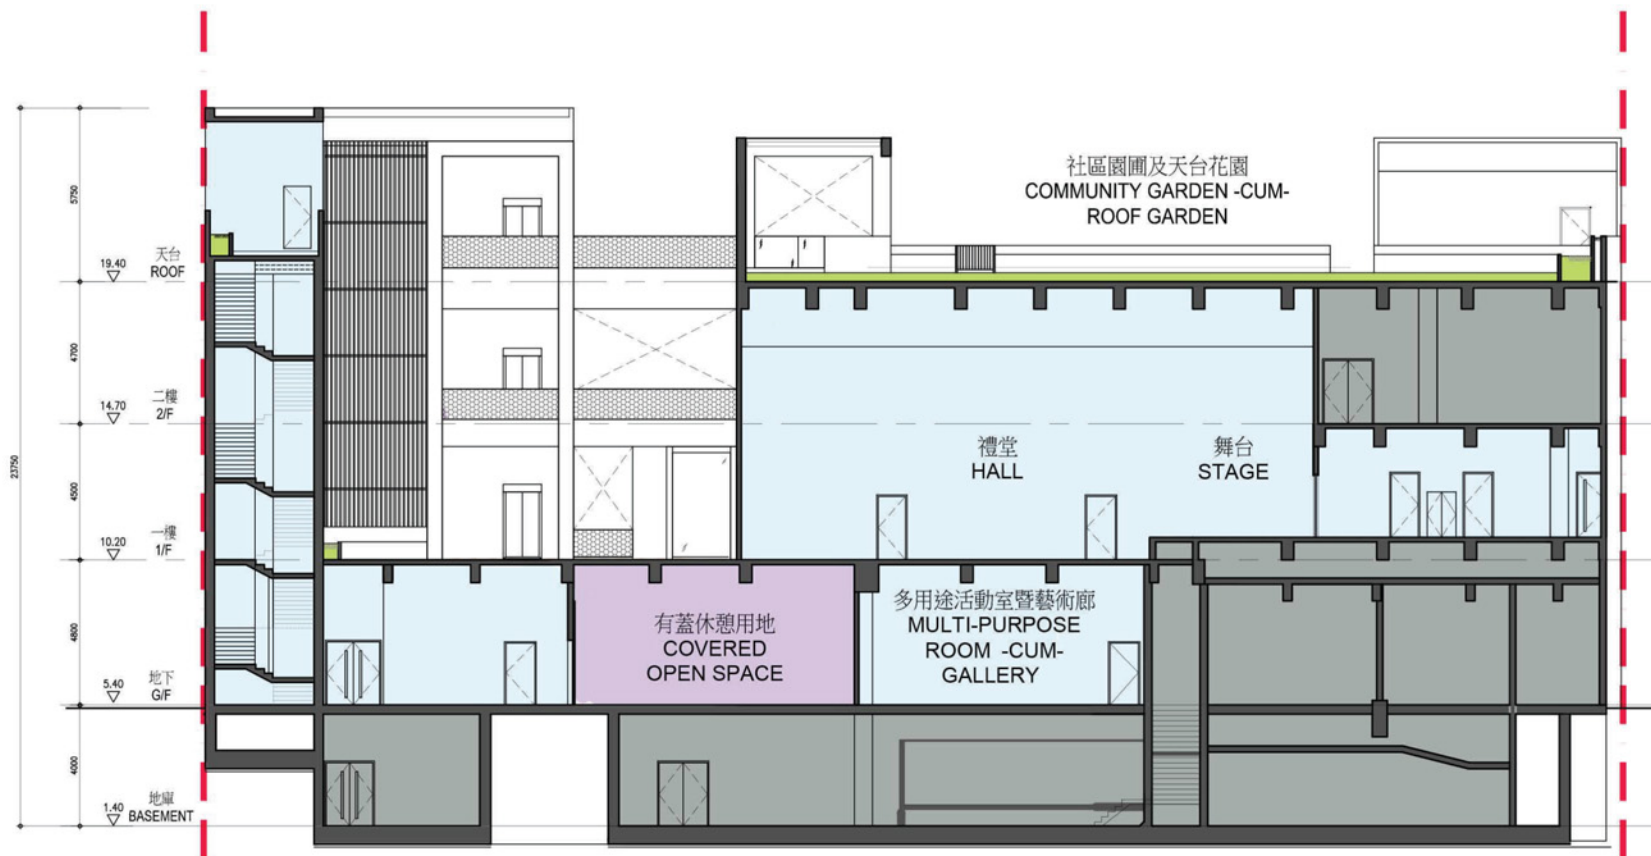 社區園圃及天台花園
COMMUNITY GARDEN -CUM-
ROOF GARDEN
5750
19.40
天台
ROOF
4700
14.70
二樓
2/F
禮堂
HALL
舞台
STAGE
23750
4500
10.20
一樓
1/F
有蓋休憩用地
COVERED
OPEN SPACE
多用途活動室暨藝術廊
MULTI-PURPOSE
ROOM -CUM-
GALLERY
4800
5.40
地下
G/F
4000
1.40
地庫
BASEMENT